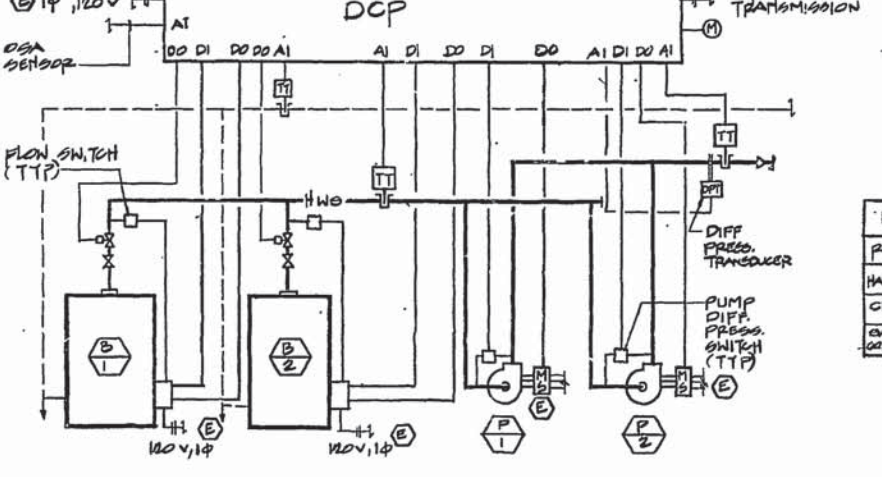 E 1φ, 120V
DCP
TRANSMISSION
M
AI
OSA
SENSOR
DO DI DO DO AI AI DI DO DI DO AI DI DO AI
TT
TT
FLOW SWITCH
(TYP)
TT
HWS
DPT
DIFF
PRESS.
TRANSDUCER
PUMP
DIFF.
PRESS.
SWITCH
(TYP)
B
1
B
2
MS
E
MS
E
P
1
P
2
E
120V, 1φ
E
120V, 1φ